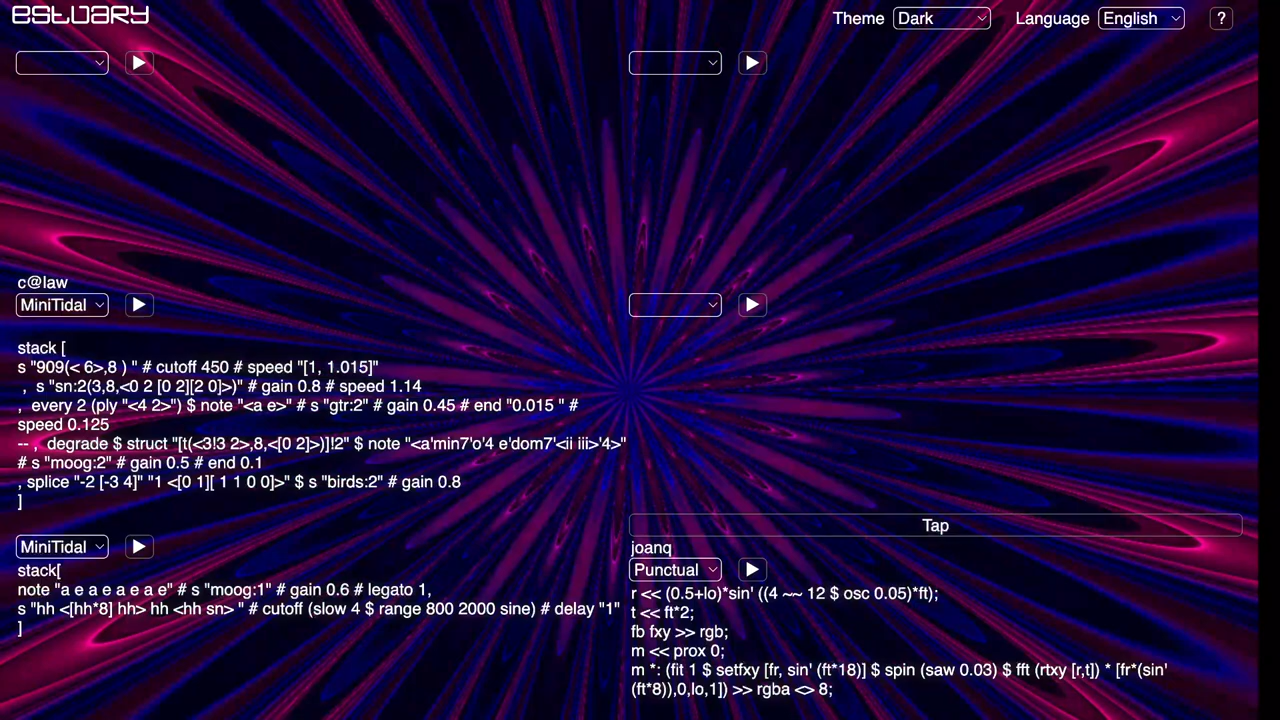 estuary
Theme Dark Language English ?
c@law
MiniTidal
stack [
s "909(< 6>,8 ) " # cutoff 450 # speed "[1, 1.015]"
, s "sn:2(3,8,<0 2 [0 2][2 0]>)" # gain 0.8 # speed 1.14
, every 2 (ply "<4 2>") $ note "<a e>" # s "gtr:2" # gain 0.45 # end "0.015 " #
speed 0.125
-- , degrade $ struct "[t(<3!3 2>,8,<[0 2]>)]!2" $ note "<a'min7'o'4 e'dom7'<ii iii>'4>"
# s "moog:2" # gain 0.5 # end 0.1
, splice "-2 [-3 4]" "1 <[0 1][ 1 1 0 0]>" $ s "birds:2" # gain 0.8
]
MiniTidal
stack[
note "a e a e a e a e" # s "moog:1" # gain 0.6 # legato 1,
s "hh <[hh*8] hh> hh <hh sn> " # cutoff (slow 4 $ range 800 2000 sine) # delay "1"
]
Tap
joanq
Punctual
r << (0.5+lo)*sin' ((4 ~~ 12 $ osc 0.05)*ft);
t << ft*2;
fb fxy >> rgb;
m << prox 0;
m *: (fit 1 $ setfxy [fr, sin' (ft*18)] $ spin (saw 0.03) $ fft (rtxy [r,t]) * [fr*(sin'
(ft*8)),0,lo,1]) >> rgba <> 8;